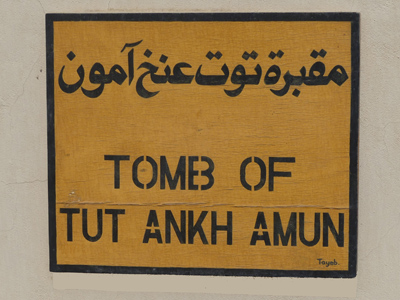 مقبرة توت عنخ آمون
TOMB OF
TUT ANKH AMUN
Tayeb.